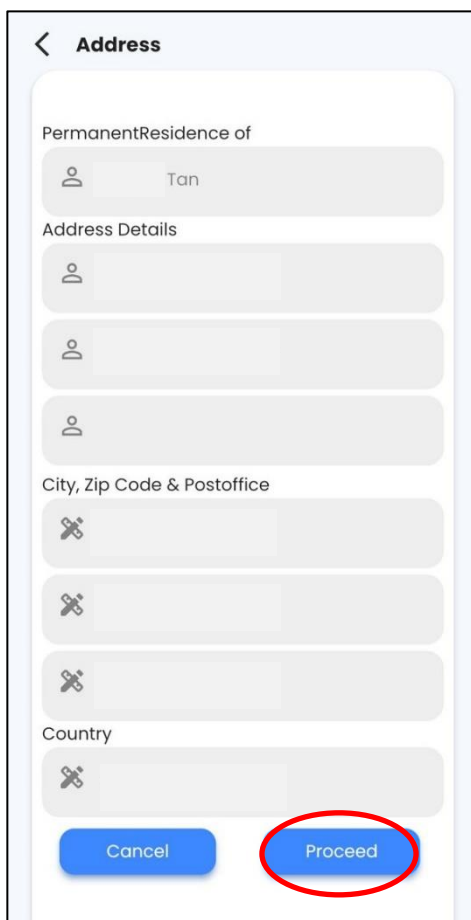 Address
PermanentResidence of
Tan
Address Details
City, Zip Code & Postoffice
Country
Cancel
Proceed